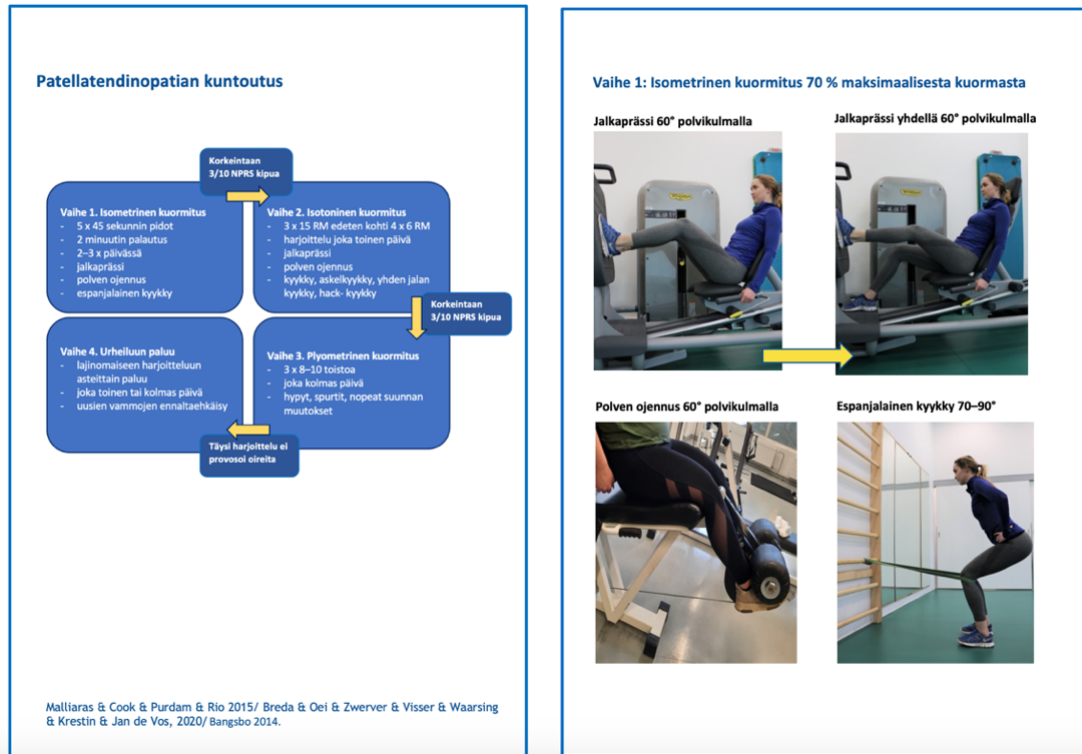 Patellatendinopatian kuntoutus
Korkeintaan
3/10 NPRS kipua
Vaihe 1. Isometrinen kuormitus
- 5 x 45 sekunnin pidot
- 2 minuutin palautus
- 2–3 x päivässä
- jalkaprässi
- polven ojennus
- espanjalainen kyykky
Vaihe 2. Isotoninen kuormitus
- 3 x 15 RM edeten kohti 4 x 6 RM
- harjoittelu joka toinen päivä
- jalkaprässi
- polven ojennus
- kyykky, askelkyykky, yhden jalan
kyykky, hack- kyykky
Korkeintaan
3/10 NPRS kipua
Vaihe 3. Plyometrinen kuormitus
- 3 x 8–10 toistoa
- joka kolmas päivä
- hypyt, spurtit, nopeat suunnan
muutokset
Täysi harjoittelu ei
provosoi oireita
Vaihe 4. Urheiluun paluu
- lajinomaiseen harjoitteluun
asteittain paluu
- joka toinen tai kolmas päivä
- uusien vammojen ennaltaehkäisy
Malliaras & Cook & Purdam & Rio 2015/ Breda & Oei & Zwerver & Visser & Waarsing
& Krestin & Jan de Vos, 2020/ Bangsbo 2014.
Vaihe 1: Isometrinen kuormitus 70 % maksimaalisesta kuormasta
Jalkaprässi 60° polvikulmalla
Jalkaprässi yhdellä 60° polvikulmalla
Polven ojennus 60° polvikulmalla
Espanjalainen kyykky 70–90°